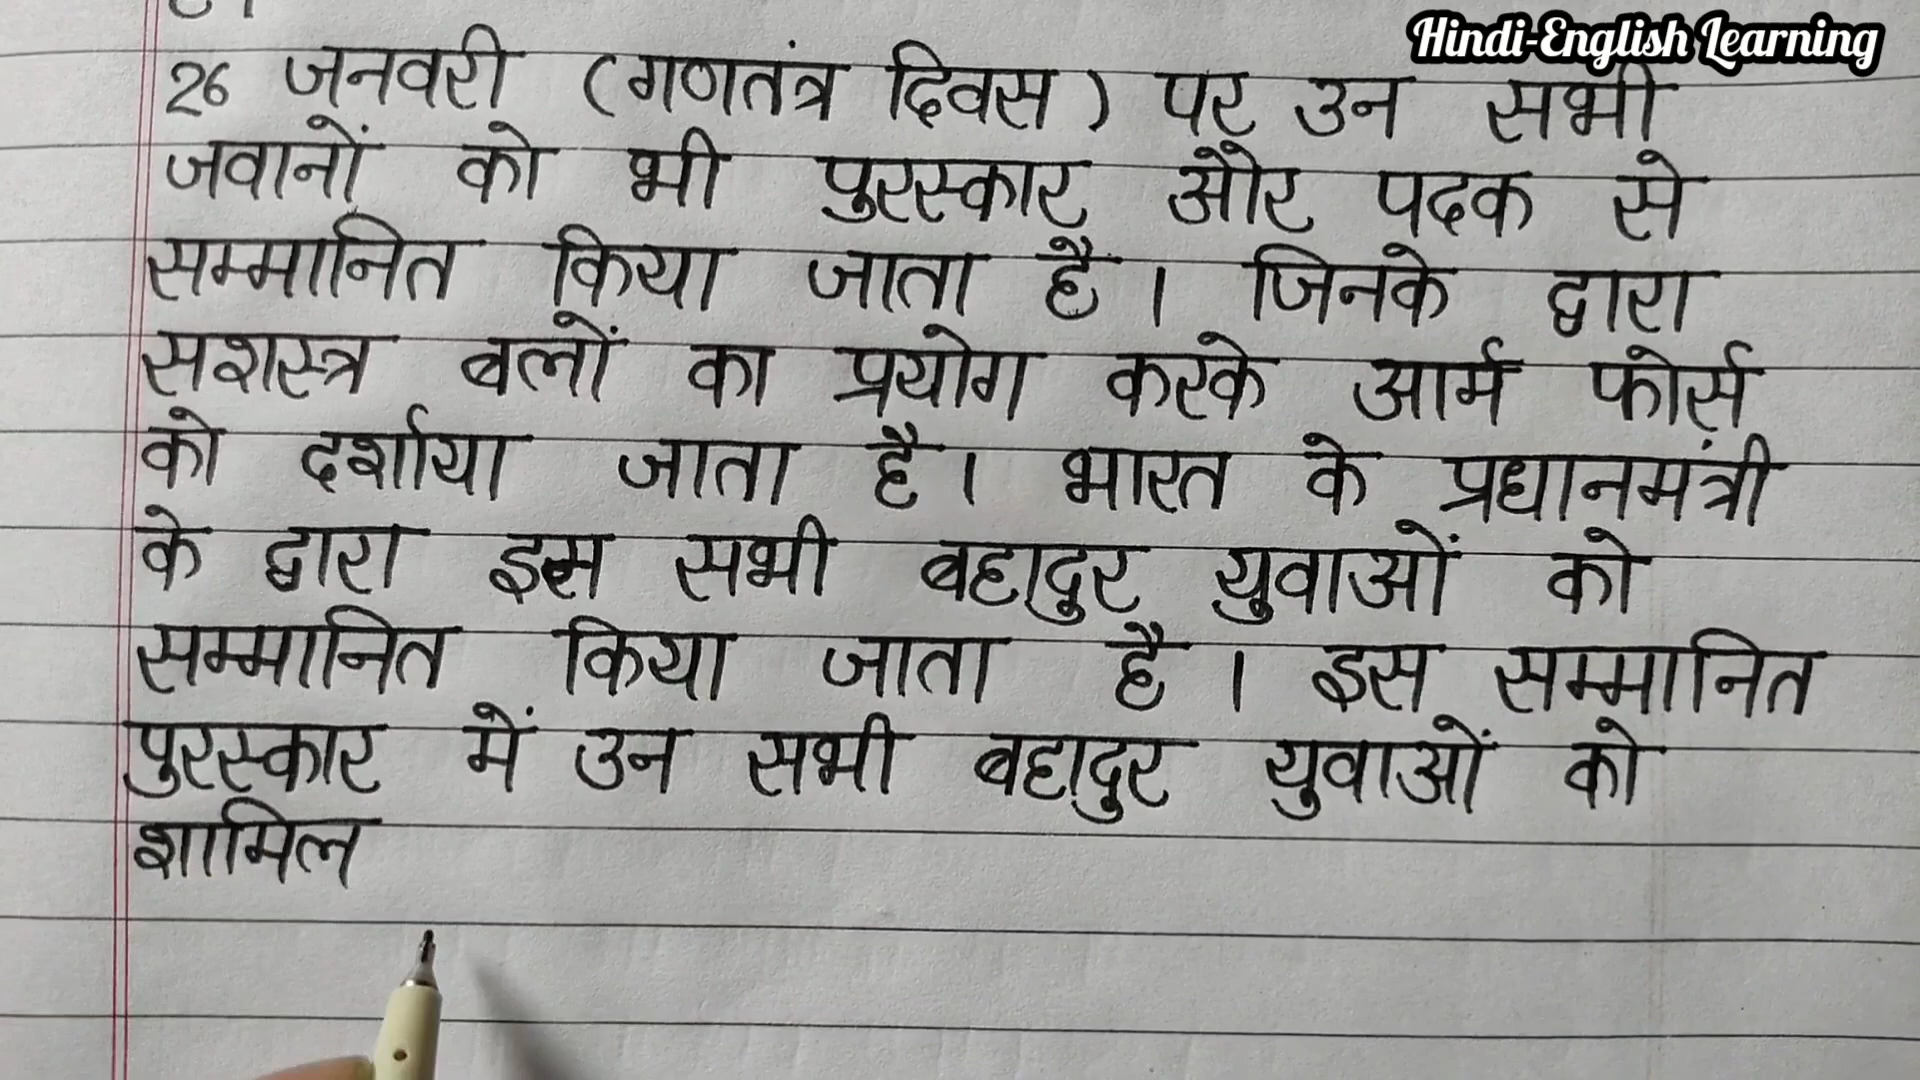 Hindi-English Learning
26 जनवरी (गणतंत्र दिवस) पर उन सभी
जवानों को भी पुरस्कार और पदक से
सम्मानित किया जाता है। जिनके द्वारा
सशस्त्र बलों का प्रयोग करके आर्म फोर्स
को दर्शाया जाता है। भारत के प्रधानमंत्री
के द्वारा इस सभी बहादुर युवाओं को
सम्मानित किया जाता है। इस सम्मानित
पुरस्कार में उन सभी बहादुर युवाओं को
शामिल